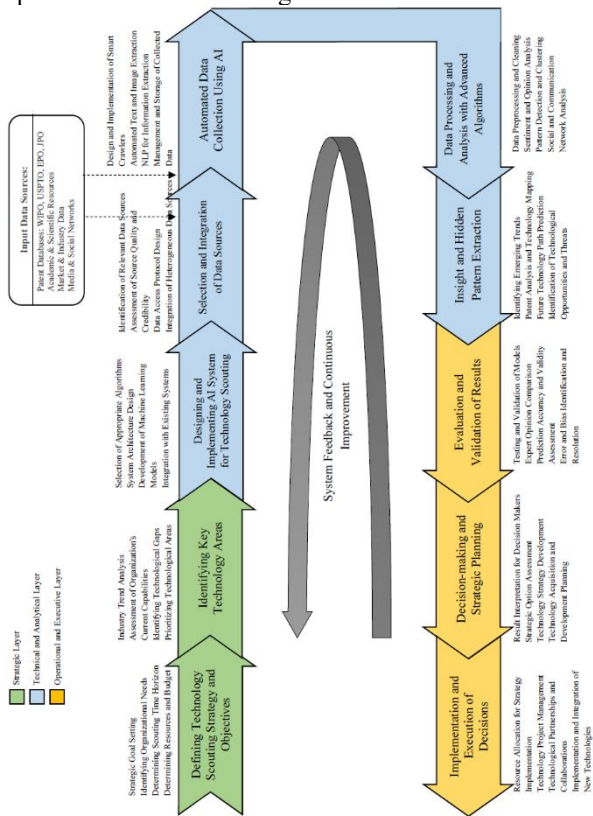 Strategic Layer
Technical and Analytical Layer
Operational and Executive Layer
Input Data Sources:
Patent Databases: WIPO, USPTO, EPO, JPO
Academic & Scientific Resources
Market & Industry Data
Media & Social Networks
Strategic Goal Setting
Identifying Organizational Needs
Determining Scouting Time Horizon
Determining Resources and Budget
Defining Technology
Scouting Strategy and
Objectives
Industry Trend Analysis
Assessment of Organization's
Current Capabilities
Identifying Technological Gaps
Prioritizing Technological Areas
Identifying Key
Technology Areas
Selection of Appropriate Algorithms
System Architecture Design
Development of Machine Learning
Models
Integration with Existing Systems
Designing and
Implementing AI System
for Technology Scouting
Identification of Relevant Data Sources
Assessment of Source Quality and
Credibility
Data Access Protocol Design
Integration of Heterogeneous Data Sources
Selection and Integration
of Data Sources
Design and Implementation of Smart
Crawlers
Automated Text and Image Extraction
NLP for Information Extraction
Management and Storage of Collected
Data
Automated Data
Collection Using AI
System Feedback and Continuous
Improvement
Data Processing and
Analysis with Advanced
Algorithms
Data Preprocessing and Cleaning
Sentiment and Opinion Analysis
Pattern Detection and Clustering
Social and Communication
Network Analysis
Insight and Hidden
Pattern Extraction
Identifying Emerging Trends
Patent Analysis and Technology Mapping
Future Technology Path Prediction
Identification of Technological
Opportunities and Threats
Evaluation and
Validation of Results
Testing and Validation of Models
Expert Opinion Comparison
Prediction Accuracy and Validity
Assessment
Error and Bias Identification and
Resolution
Decision-making and
Strategic Planning
Result Interpretation for Decision Makers
Strategic Option Assessment
Technology Strategy Development
Technology Acquisition and
Development Planning
Implementation and
Execution of
Decisions
Resource Allocation for Strategy
Implementation
Technology Project Management
Technological Partnerships and
Collaborations
Implementation and Integration of
New Technologies